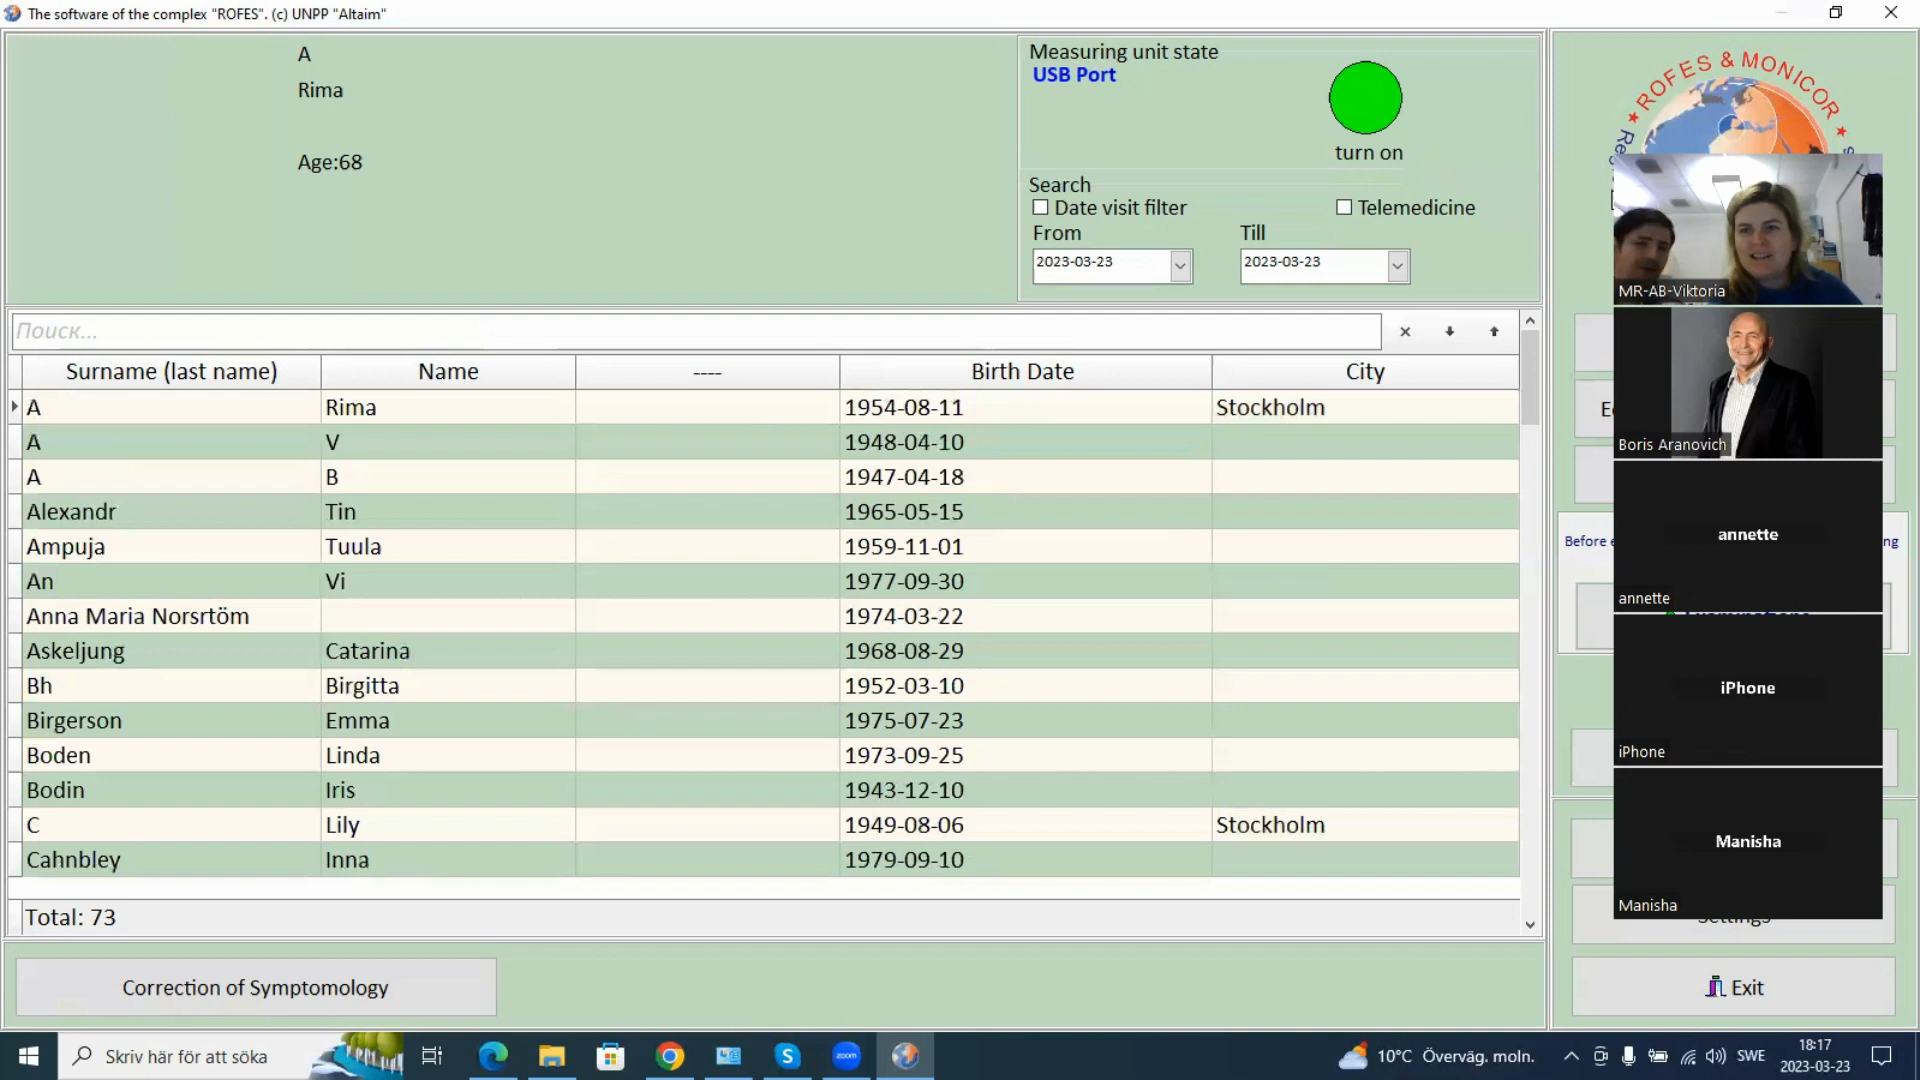 The software of the complex "ROFES". (c) UNPP "Altaim"
A
Rima
Age:68
Measuring unit state
USB Port
turn on
Search
Date visit filter
Telemedicine
From
Till
2023-03-23
2023-03-23
ROFES & MONICOR
Поиск...
Surname (last name) Name ---- Birth Date City
A Rima 1954-08-11 Stockholm
A V 1948-04-10
A B 1947-04-18
Alexandr Tin 1965-05-15
Ampuja Tuula 1959-11-01
An Vi 1977-09-30
Anna Maria Norsrtöm 1974-03-22
Askeljung Catarina 1968-08-29
Bh Birgitta 1952-03-10
Birgerson Emma 1975-07-23
Boden Linda 1973-09-25
Bodin Iris 1943-12-10
C Lily 1949-08-06 Stockholm
Cahnbley Inna 1979-09-10
Total: 73
Correction of Symptomology
MR-AB-Viktoria
Boris Aranovich
Before
annette
annette
iPhone
iPhone
Manisha
Manisha
Settings
Exit
Skriv här för att söka
zoom
10°C Överväg. moln.
SWE
18:17
2023-03-23